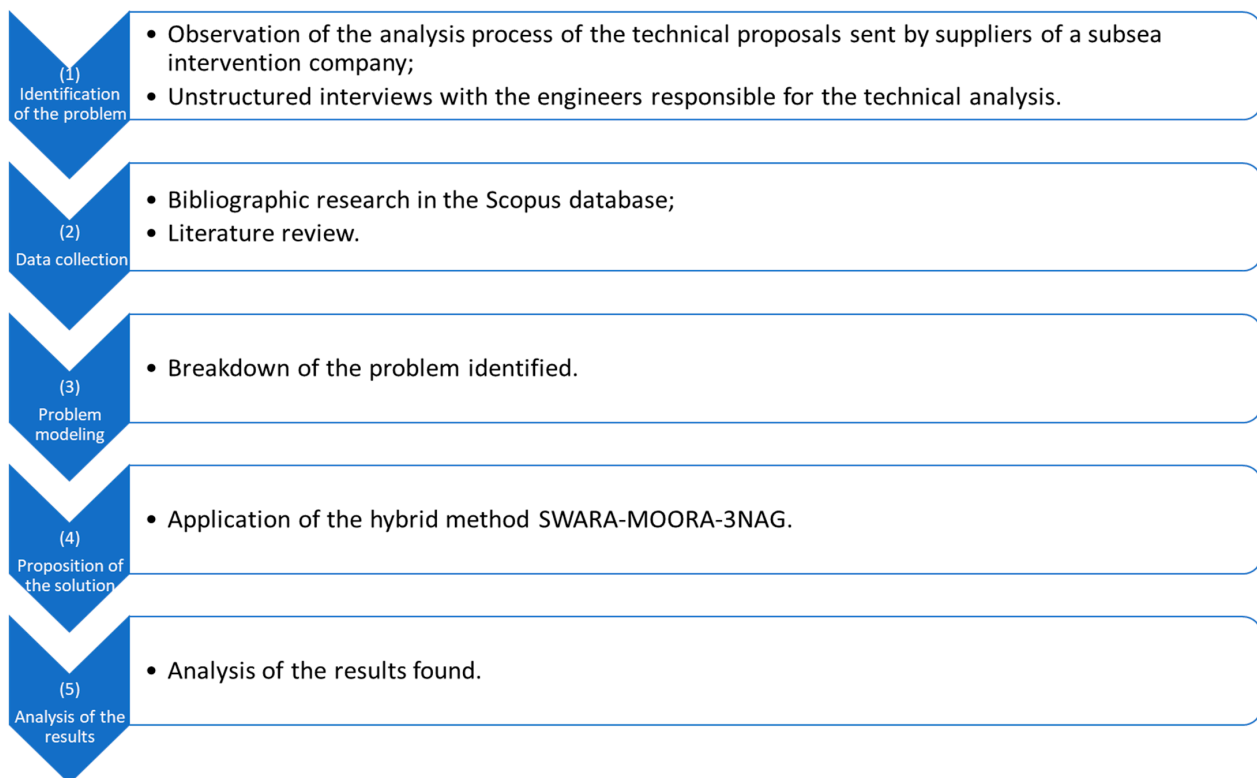 (1)
Identification
of the problem
• Observation of the analysis process of the technical proposals sent by suppliers of a subsea
intervention company;
• Unstructured interviews with the engineers responsible for the technical analysis.
(2)
Data collection
• Bibliographic research in the Scopus database;
• Literature review.
(3)
Problem
modeling
• Breakdown of the problem identified.
(4)
Proposition of
the solution
• Application of the hybrid method SWARA-MOORA-3NAG.
(5)
Analysis of the
results
• Analysis of the results found.